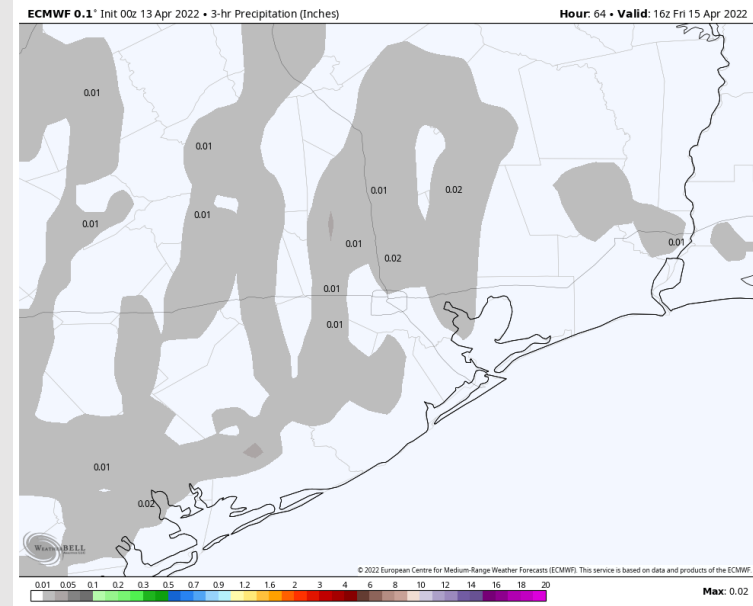 ECMWF 0.1° Init 00z 13 Apr 2022 • 3-hr Precipitation (Inches)
Hour: 64 • Valid: 16z Fri 15 Apr 2022
0.01
0.01
0.01
0.02
0.01
0.01
0.01
0.01
0.02
0.01
0.01
0.01
0.02
WeatherBELL
© 2022 European Centre for Medium-Range Weather Forecasts (ECMWF). This service is based on data and products of the ECMWF.
0.01 0.05 0.1 0.2 0.3 0.5 0.7 0.9 1.2 1.6 2 3 4 6 8 10 12 14 16 18 20
Max: 0.02